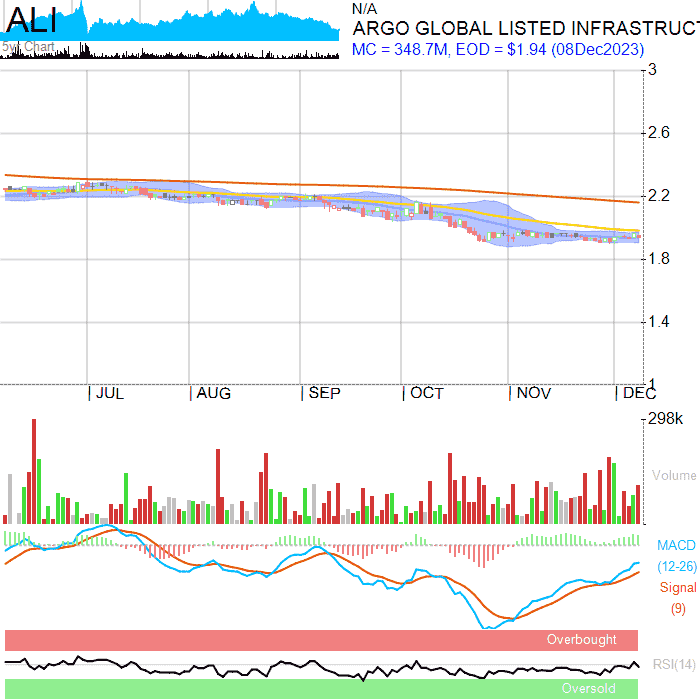 ALI
5yr Chart
N/A
ARGO GLOBAL LISTED INFRASTRUCT
MC = 348.7M, EOD = $1.94 (08Dec2023)
3
2.6
2.2
1.8
1.4
1
JUL AUG SEP OCT NOV DEC
298k
Volume
MACD
(12-26)
Signal
(9)
Overbought
RSI(14)
Oversold